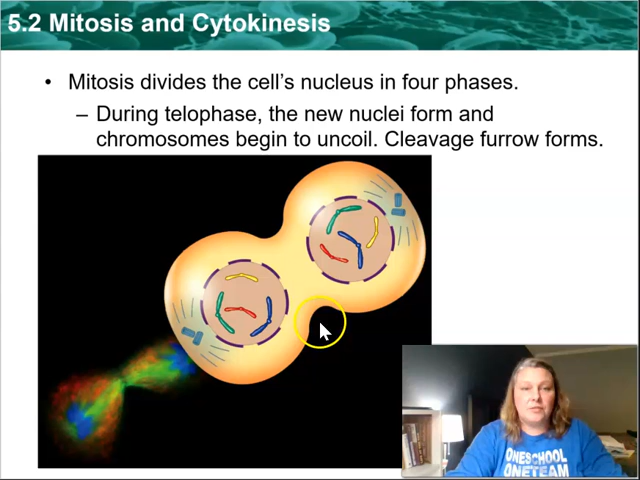 5.2 Mitosis and Cytokinesis
• Mitosis divides the cell's nucleus in four phases.
– During telophase, the new nuclei form and
chromosomes begin to uncoil. Cleavage furrow forms.
ONESCHOOL
ONETEAM